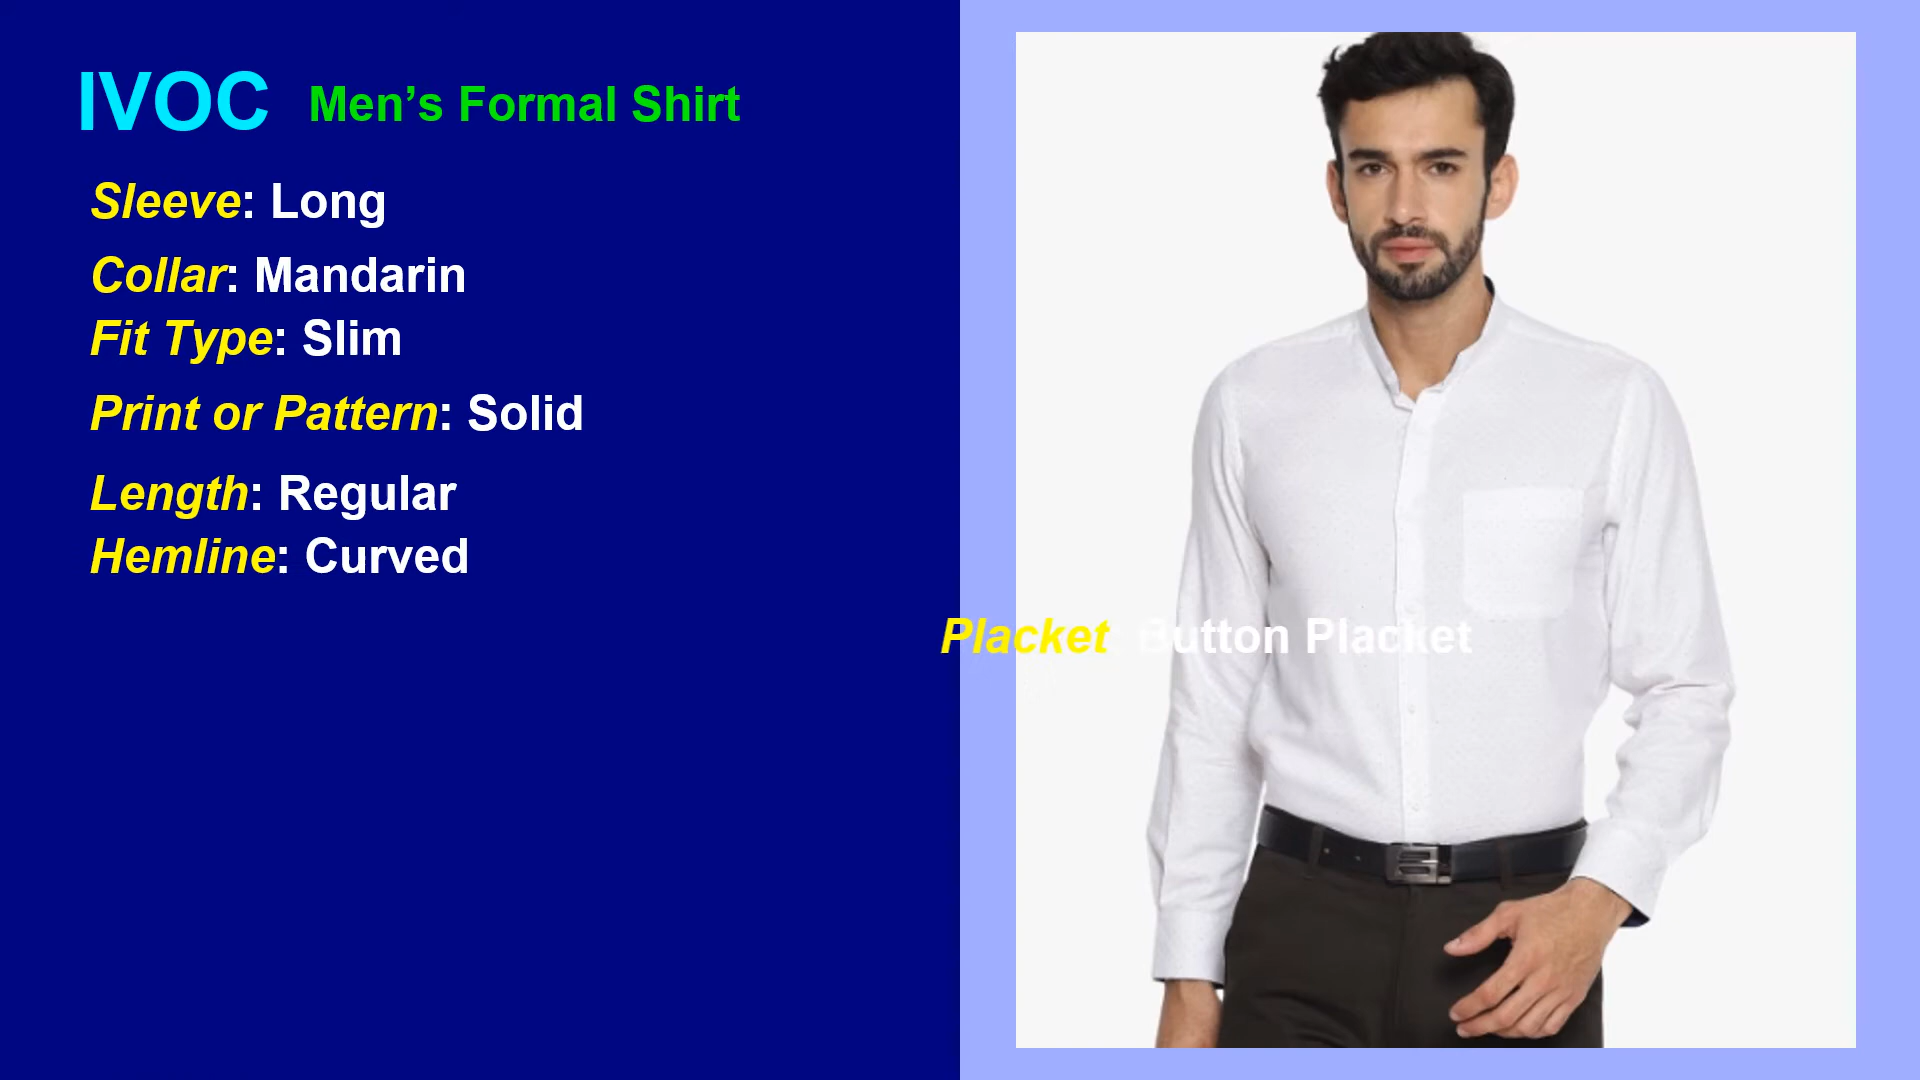 IVOC Men’s Formal Shirt
Sleeve: Long
Collar: Mandarin
Fit Type: Slim
Print or Pattern: Solid
Length: Regular
Hemline: Curved
Placket: Button Placket